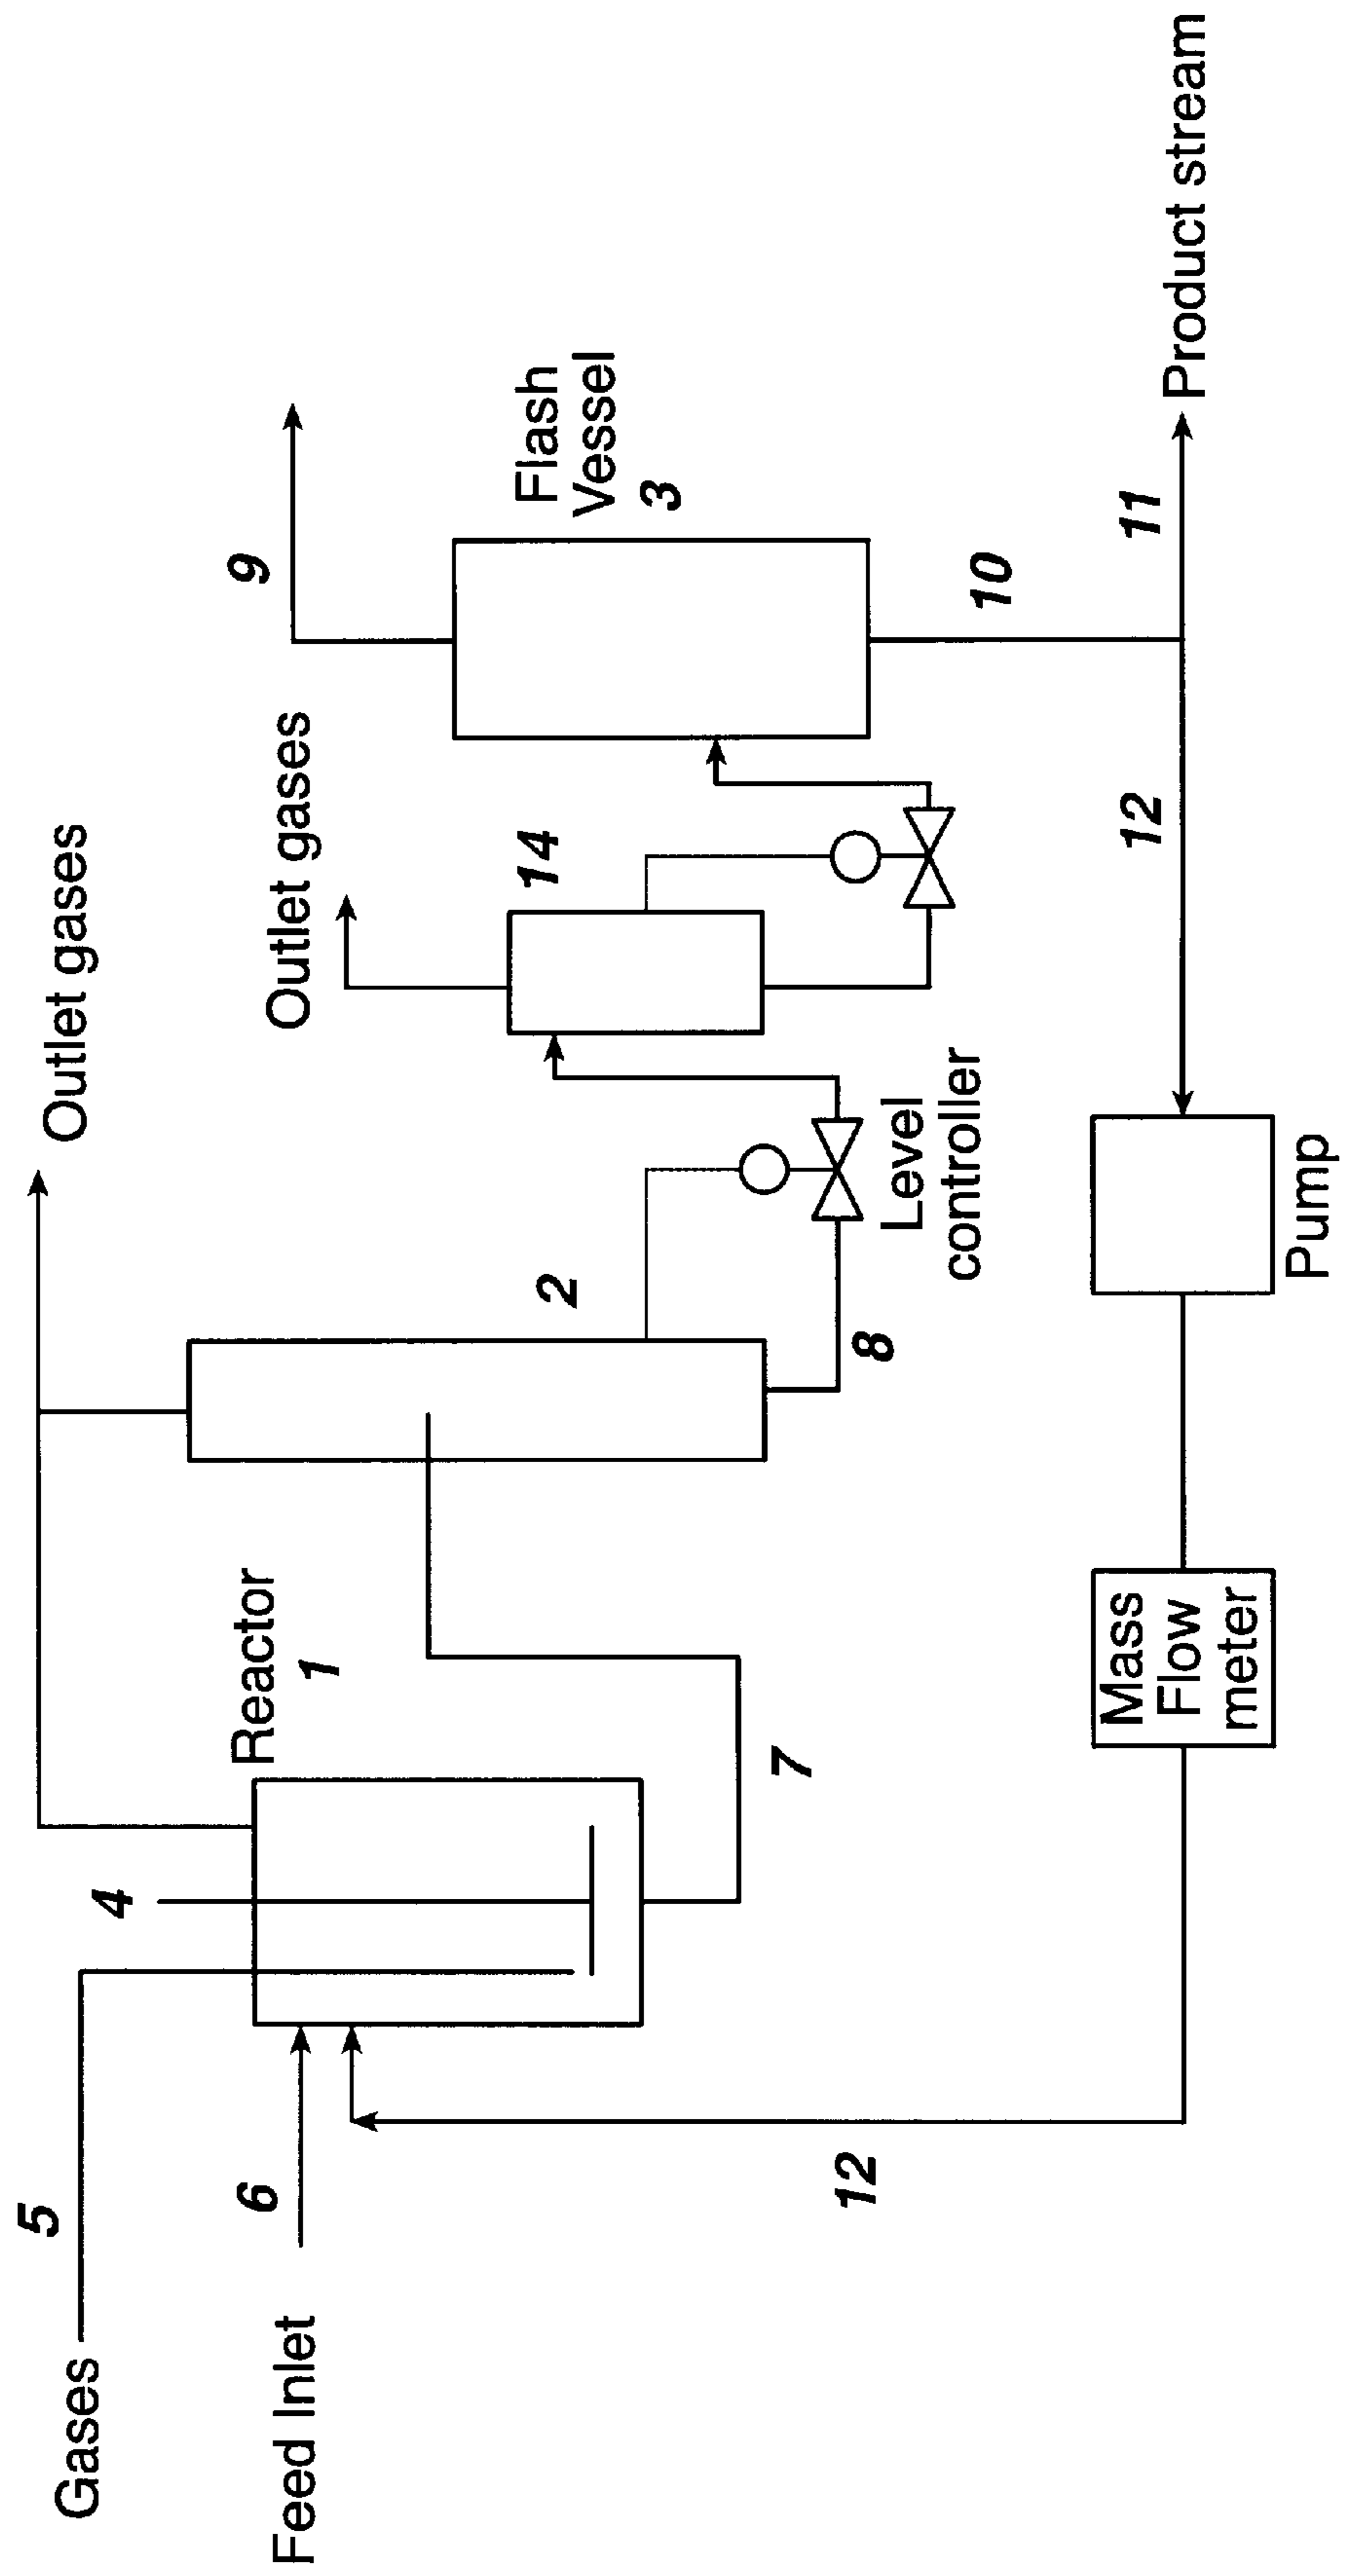 Outlet gases
5
Gases
4
Reactor
1
6
Feed Inlet
2
Outlet gases
14
9
Flash
Vessel
3
7
8
Level
controller
10
12
Mass
Flow
meter
Pump
12
11
Product stream